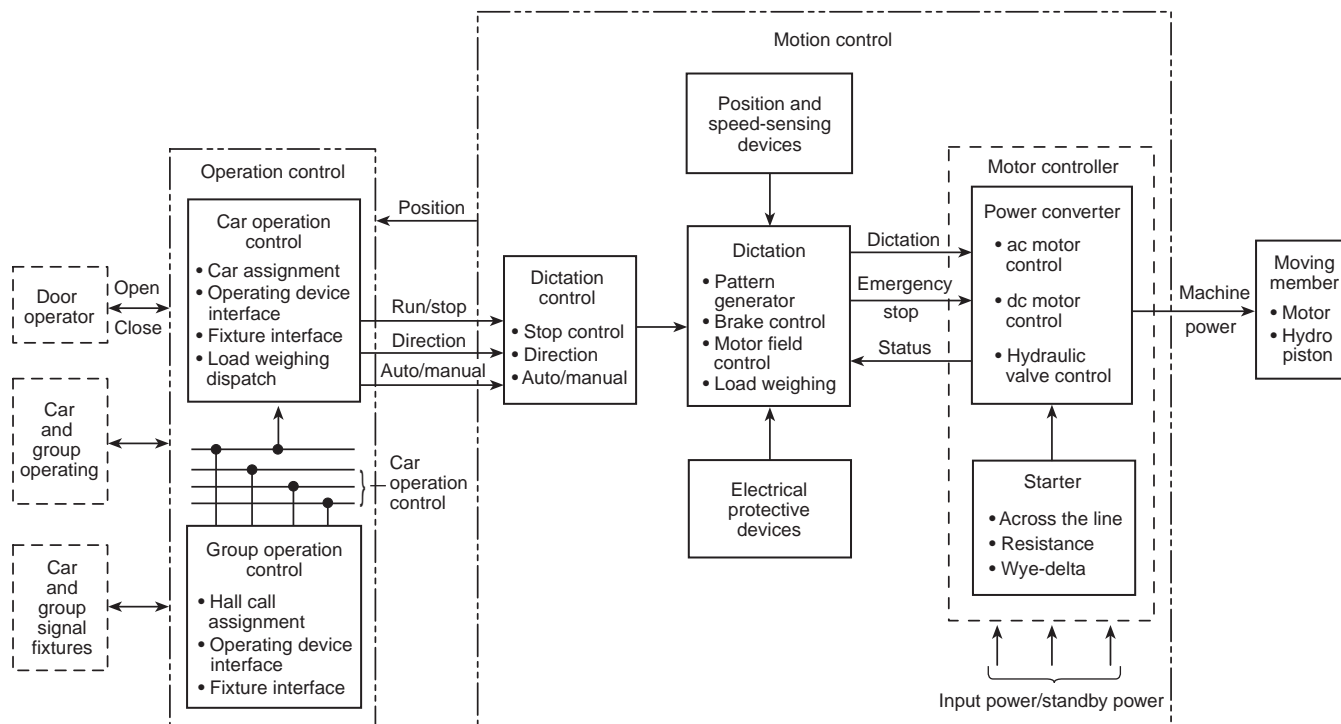 Motion control
Position and
speed-sensing
devices
Operation control
Motor controller
Car operation
control
• Car assignment
• Operating device
interface
• Fixture interface
• Load weighing
dispatch
Position
Door
operator
Open
Close
Run/stop
Direction
Auto/manual
Dictation
control
• Stop control
• Direction
• Auto/manual
Dictation
• Pattern
generator
• Brake control
• Motor field
control
• Load weighing
Dictation
Emergency
stop
Status
Power converter
• ac motor
control
• dc motor
control
• Hydraulic
valve control
Machine
power
Moving
member
• Motor
• Hydro
piston
Car
and
group
operating
Car
operation
control
Electrical
protective
devices
Starter
• Across the line
• Resistance
• Wye-delta
Car
and
group
signal
fixtures
Group operation
control
• Hall call
assignment
• Operating device
interface
• Fixture interface
Input power/standby power